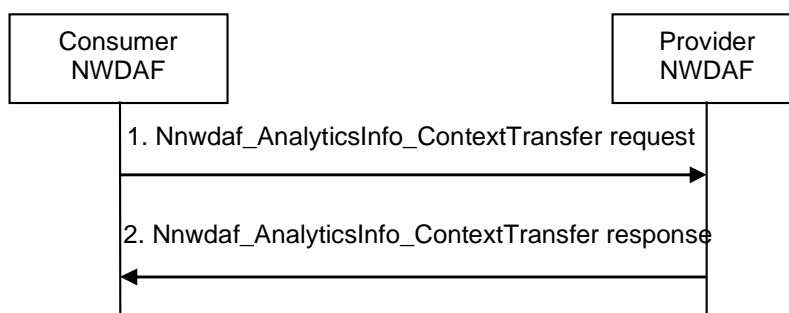 Consumer
NWDAF
Provider
NWDAF
1. Nnwdaf_AnalyticsInfo_ContextTransfer request
2. Nnwdaf_AnalyticsInfo_ContextTransfer response